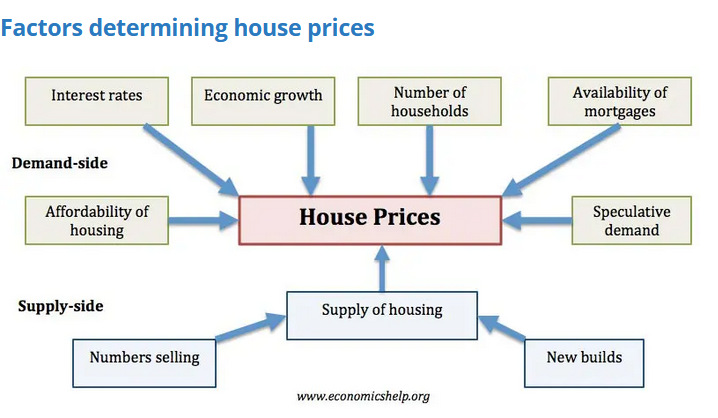 Factors determining house prices
Interest rates
Economic growth
Number of
households
Availability of
mortgages
Demand-side
Affordability of
housing
House Prices
Speculative
demand
Supply-side
Supply of housing
Numbers selling
New builds
www.economicshelp.org